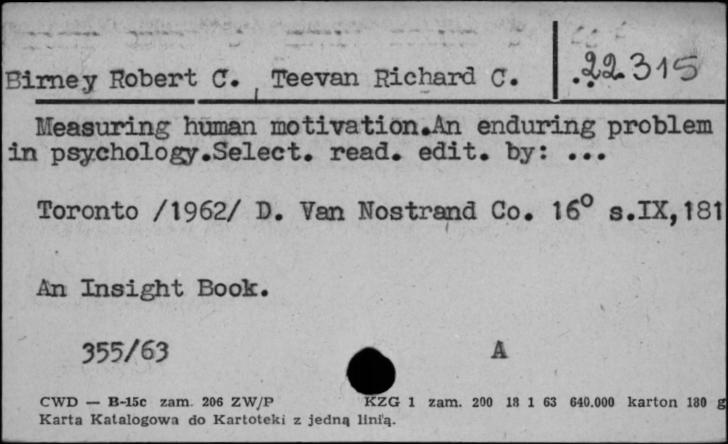 Birney Robert C., Teevan Richard C. 22.315
Measuring human motivation.An enduring problem
in psychology.Select. read. edit. by: ...
Toronto /1962/ D. Van Nostrand Co. 16° s.IX,181
An Insight Book.
355/63 A
CWD — B-15c zam. 206 ZW/P KZG 1 zam. 200 18 1 63 640.000 karton 180 g
Karta Katalogowa do Kartoteki z jedną linią.